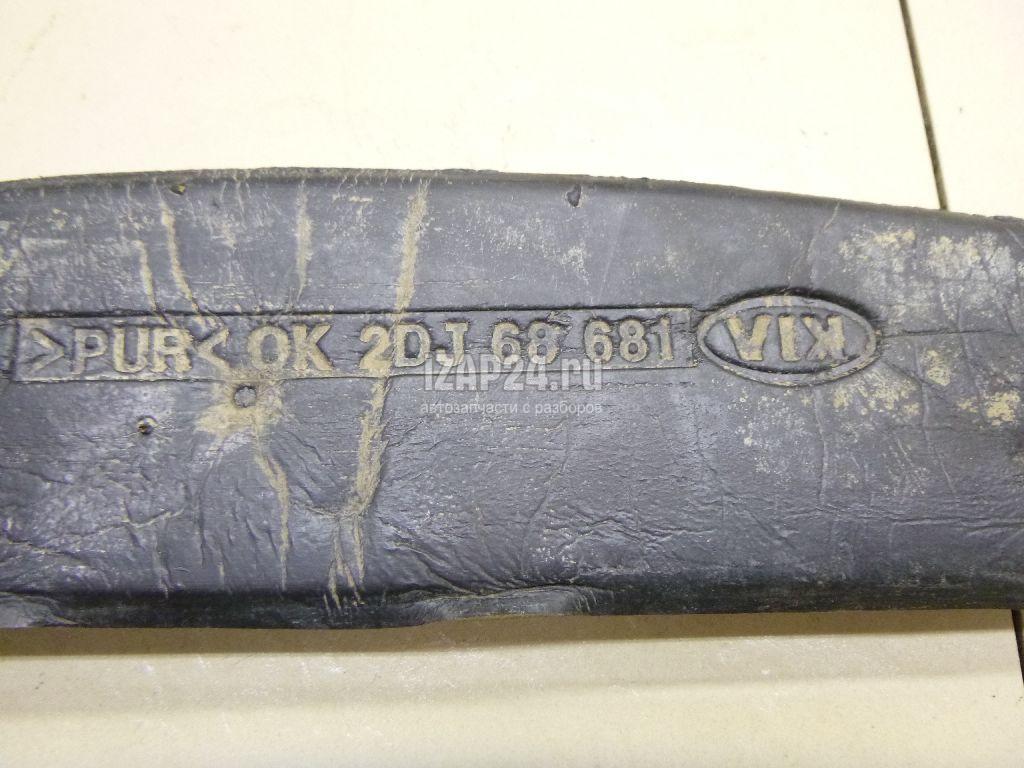 >PUR< OK 2DJ 68 681 KIA
IZAP24.ru
автозапчасти с разборов